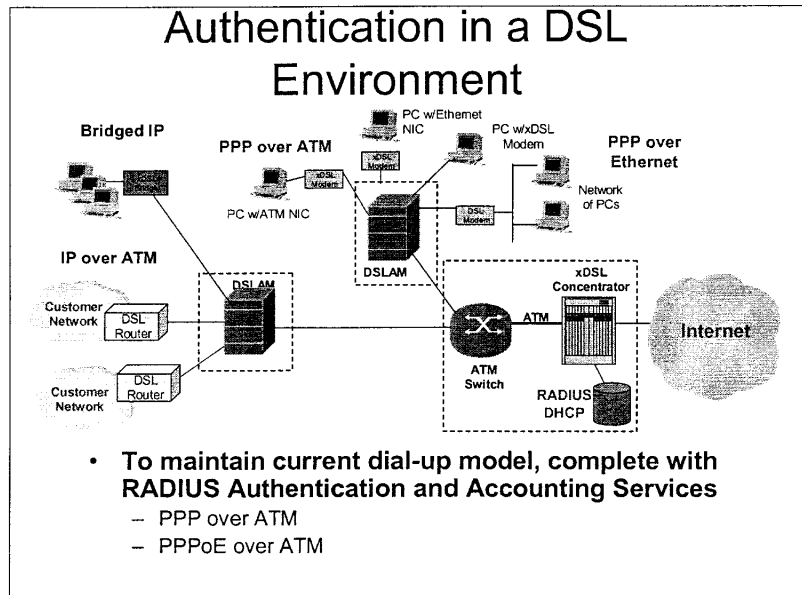 Authentication in a DSL
Environment
PC w/Ethernet
NIC
PC w/xDSL
Modem
Bridged IP
PPP over ATM
PPP over
Ethernet
xDSL
Modem
xDSL
Modem
PC w/ATM NIC
DSL
Modem
Network
of PCs
IP over ATM
DSLAM
DSLAM
xDSL
Concentrator
Customer
Network
DSL
Router
ATM
Internet
ATM
Switch
DSL
Router
Customer
Network
RADIUS
DHCP
• To maintain current dial-up model, complete with
RADIUS Authentication and Accounting Services
– PPP over ATM
– PPPoE over ATM